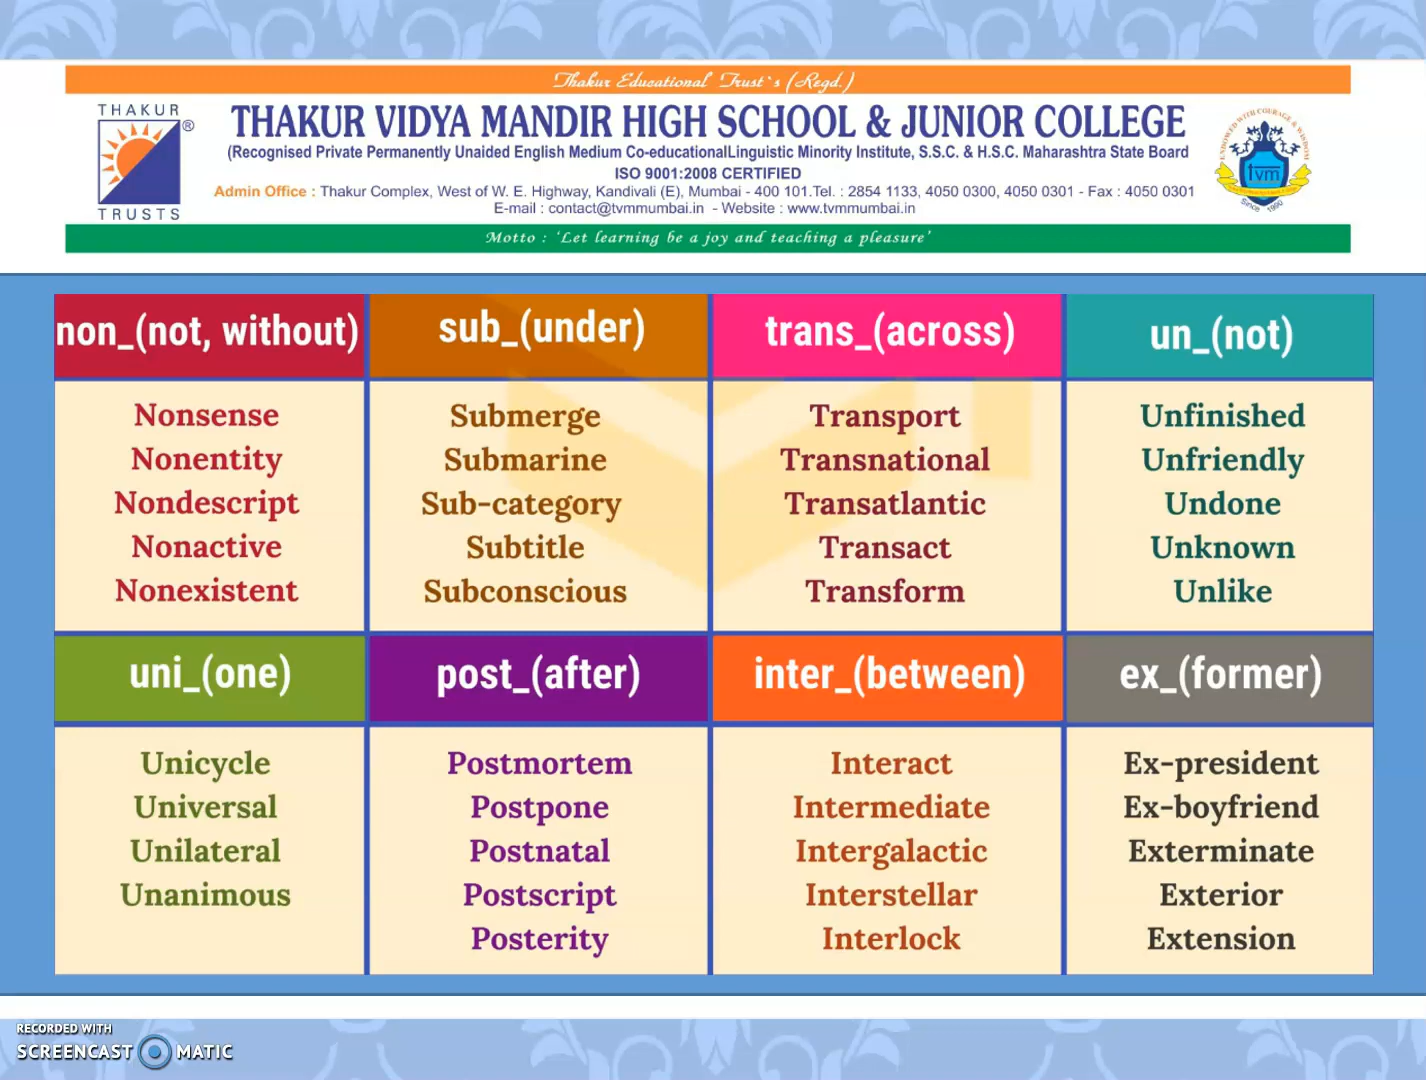 Thakur Educational Trust`s (Regd.)
THAKUR
®
TRUSTS
THAKUR VIDYA MANDIR HIGH SCHOOL & JUNIOR COLLEGE
(Recognised Private Permanently Unaided English Medium Co-educationalLinguistic Minority Institute, S.S.C. & H.S.C. Maharashtra State Board
ISO 9001:2008 CERTIFIED
Admin Office : Thakur Complex, West of W. E. Highway, Kandivali (E), Mumbai - 400 101.Tel. : 2854 1133, 4050 0300, 4050 0301 - Fax : 4050 0301
E-mail : contact@tvmmumbai.in - Website : www.tvmmumbai.in
ENDOWED WITH COURAGE & WISDOM
tvm
Since 1990
Motto : ‘Let learning be a joy and teaching a pleasure’
non_(not, without)
Nonsense
Nonentity
Nondescript
Nonactive
Nonexistent
sub_(under)
Submerge
Submarine
Sub-category
Subtitle
Subconscious
trans_(across)
Transport
Transnational
Transatlantic
Transact
Transform
un_(not)
Unfinished
Unfriendly
Undone
Unknown
Unlike
uni_(one)
Unicycle
Universal
Unilateral
Unanimous
post_(after)
Postmortem
Postpone
Postnatal
Postscript
Posterity
inter_(between)
Interact
Intermediate
Intergalactic
Interstellar
Interlock
ex_(former)
Ex-president
Ex-boyfriend
Exterminate
Exterior
Extension
RECORDED WITH
SCREENCAST MATIC